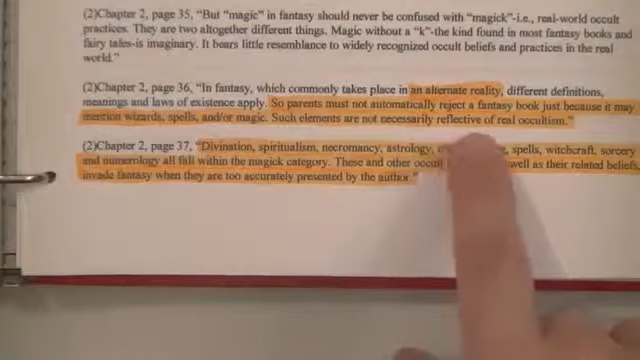 (2)Chapter 2, page 35, "But "magic" in fantasy should never be confused with "magick"-i.e., real-world occult
practices. They are two altogether different things. Magic without a "k"-the kind found in most fantasy books and
fairy tales-is imaginary. It bears little resemblance to widely recognized occult beliefs and practices in the real
world."
(2)Chapter 2, page 36, "In fantasy, which commonly takes place in an alternate reality, different definitions,
meanings and laws of existence apply. So parents must not automatically reject a fantasy book just because it may
mention wizards, spells, and/or magic. Such elements are not necessarily reflective of real occultism."
(2)Chapter 2, page 37, "Divination, spiritualism, necromancy, astrology, spells, witchcraft, sorcery
and numerology all fall within the magick category. These and other occult well as their related beliefs,
invade fantasy when they are too accurately presented by the author."